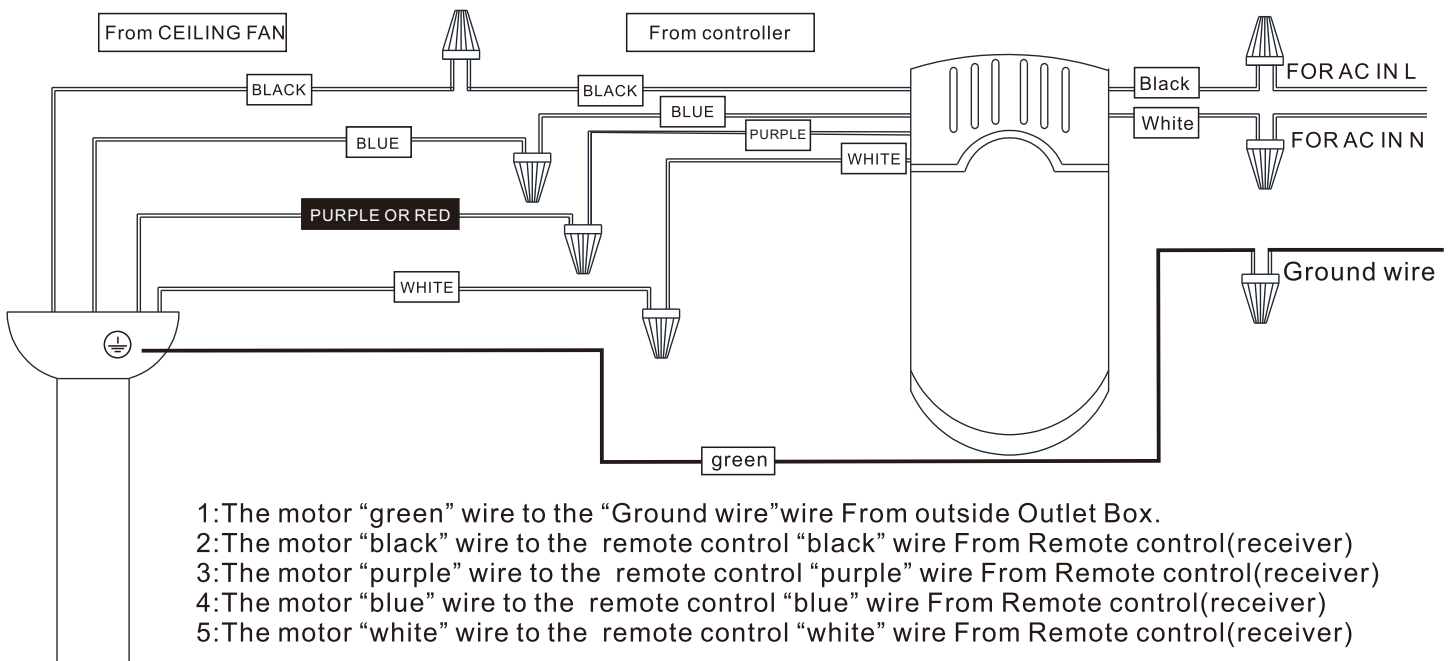 From CEILING FAN
From controller
BLACK
BLACK
Black
FOR AC IN L
BLUE
BLUE
PURPLE
White
FOR AC IN N
WHITE
PURPLE OR RED
WHITE
Ground wire
green
1:The motor “green” wire to the “Ground wire”wire From outside Outlet Box.
2:The motor “black” wire to the remote control “black” wire From Remote control(receiver)
3:The motor “purple” wire to the remote control “purple” wire From Remote control(receiver)
4:The motor “blue” wire to the remote control “blue” wire From Remote control(receiver)
5:The motor “white” wire to the remote control “white” wire From Remote control(receiver)